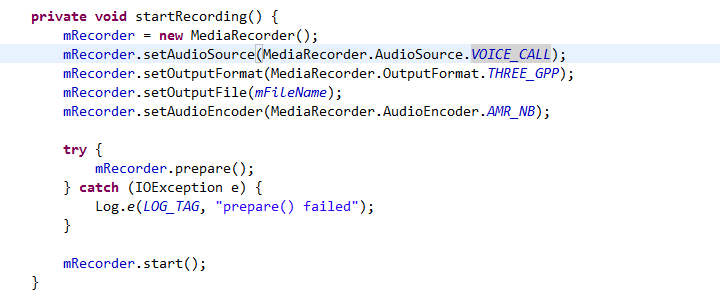 private void startRecording() {
mRecorder = new MediaRecorder();
mRecorder.setAudioSource(MediaRecorder.AudioSource.VOICE_CALL);
mRecorder.setOutputFormat(MediaRecorder.OutputFormat.THREE_GPP);
mRecorder.setOutputFile(mFileName);
mRecorder.setAudioEncoder(MediaRecorder.AudioEncoder.AMR_NB);
try {
mRecorder.prepare();
} catch (IOException e) {
Log.e(LOG_TAG, "prepare() failed");
}
mRecorder.start();
}